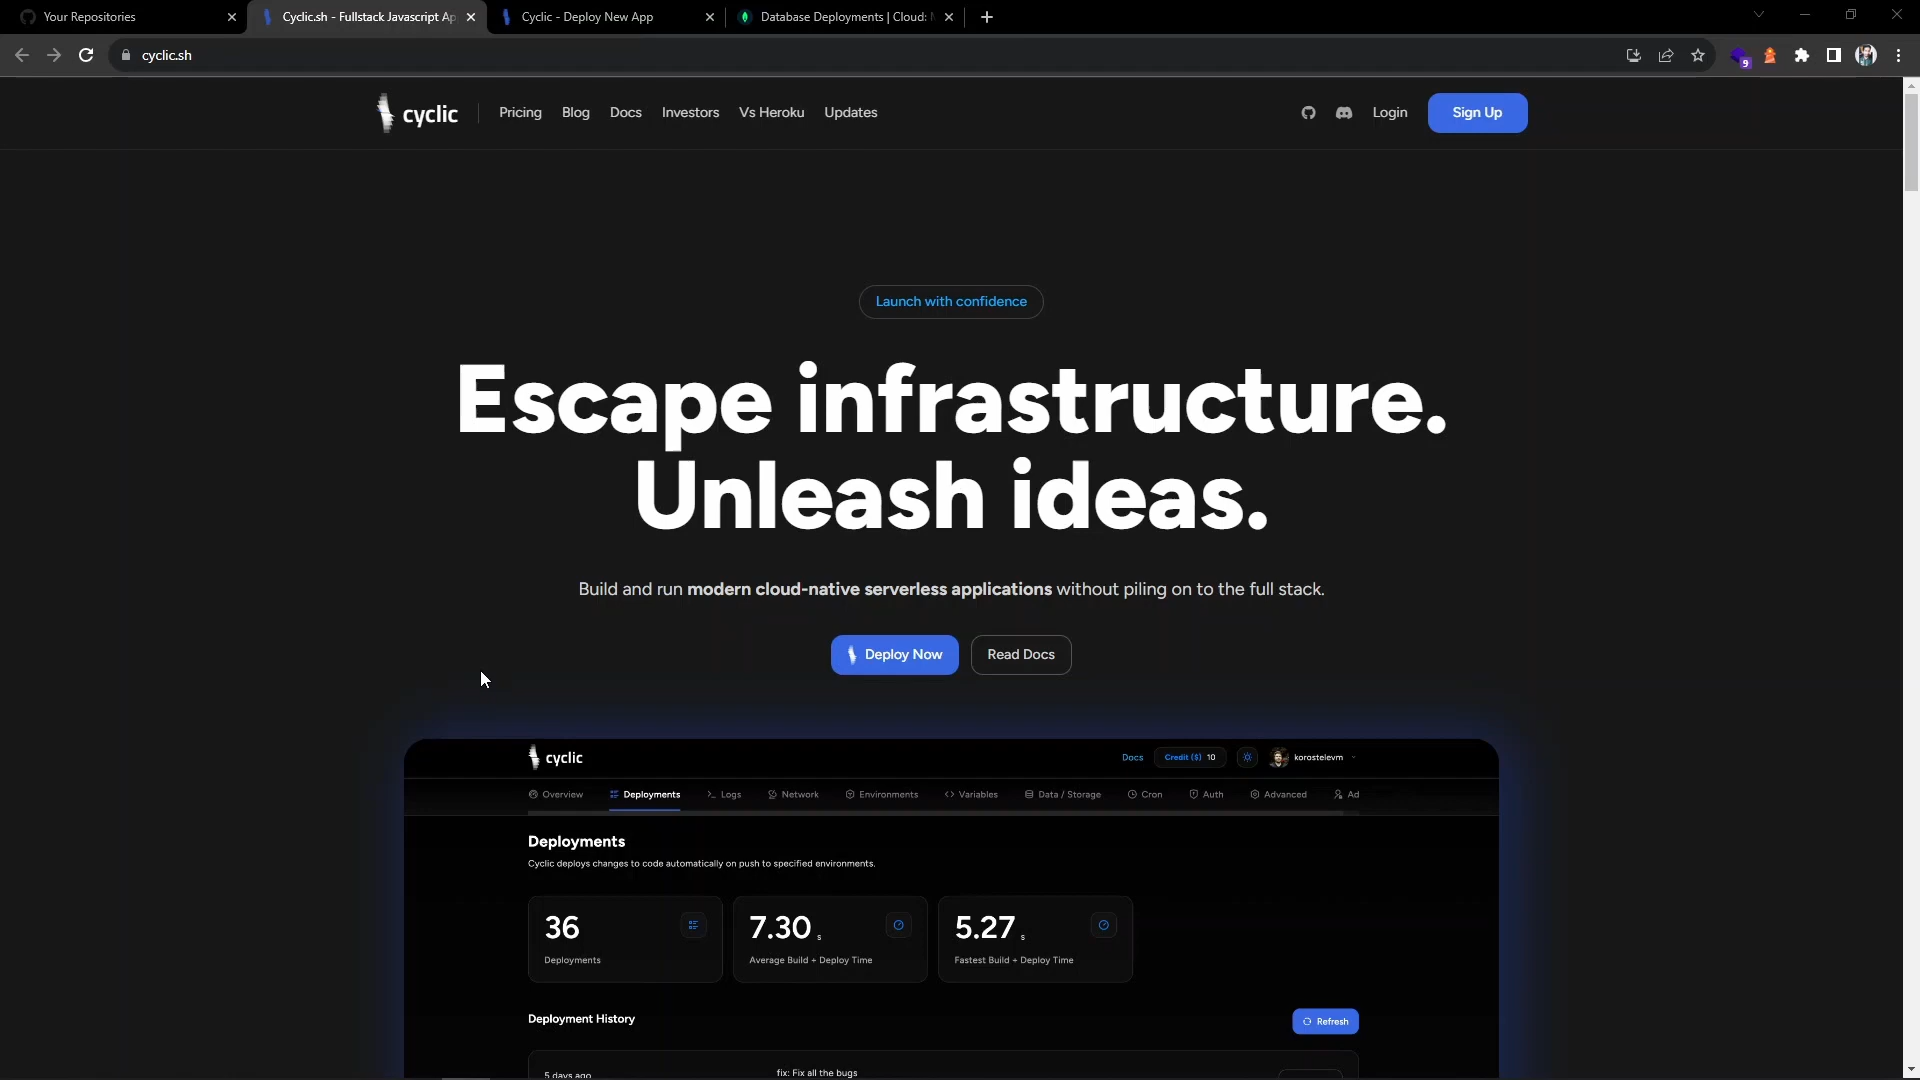 Your Repositories
Cyclic.sh - Fullstack Javascript Ap
Cyclic - Deploy New App
Database Deployments | Cloud:
cyclic.sh
9
cyclic
Pricing
Blog
Docs
Investors
Vs Heroku
Updates
Login
Sign Up
Launch with confidence
Escape infrastructure.
Unleash ideas.
Build and run modern cloud-native serverless applications without piling on to the full stack.
Deploy Now
Read Docs
cyclic
Docs
Credit ($) 10
korostelevm
Overview
Deployments
Logs
Network
Environments
Variables
Data / Storage
Cron
Auth
Advanced
Ad
Deployments
Cyclic deploys changes to code automatically on push to specified environments.
36
Deployments
7.30 s
Average Build + Deploy Time
5.27 s
Fastest Build + Deploy Time
Deployment History
Refresh
5 days ago
fix: Fix all the bugs